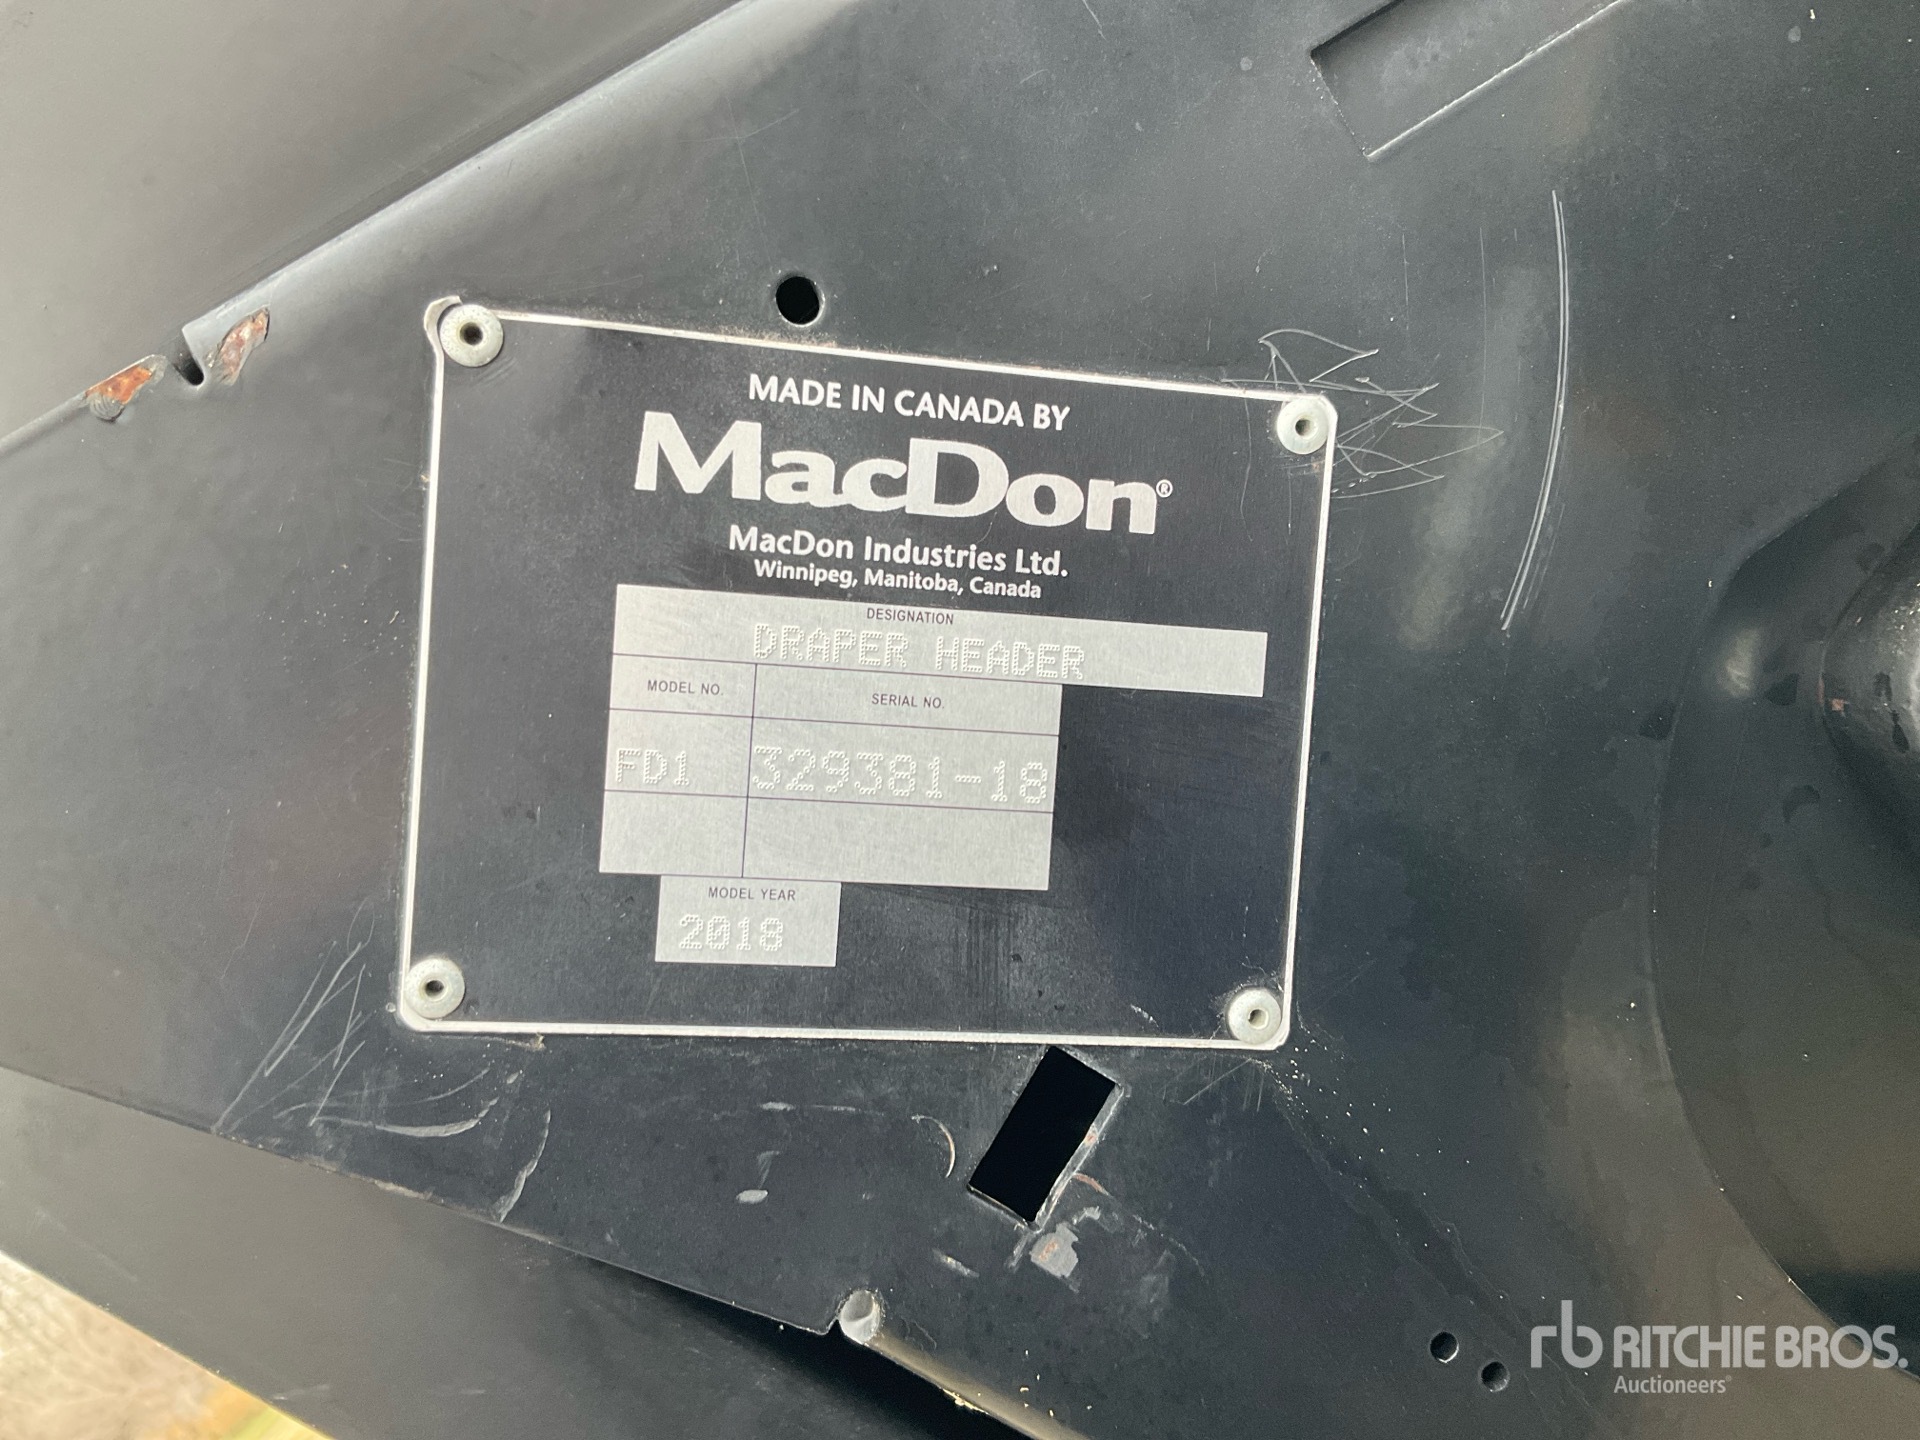 MADE IN CANADA BY
MacDon®
MacDon Industries Ltd.
Winnipeg, Manitoba, Canada
DESIGNATION
DRAPER HEADER
MODEL NO. SERIAL NO.
FD1 329381-18
MODEL YEAR
2018
rb RITCHIE BROS.
Auctioneers®